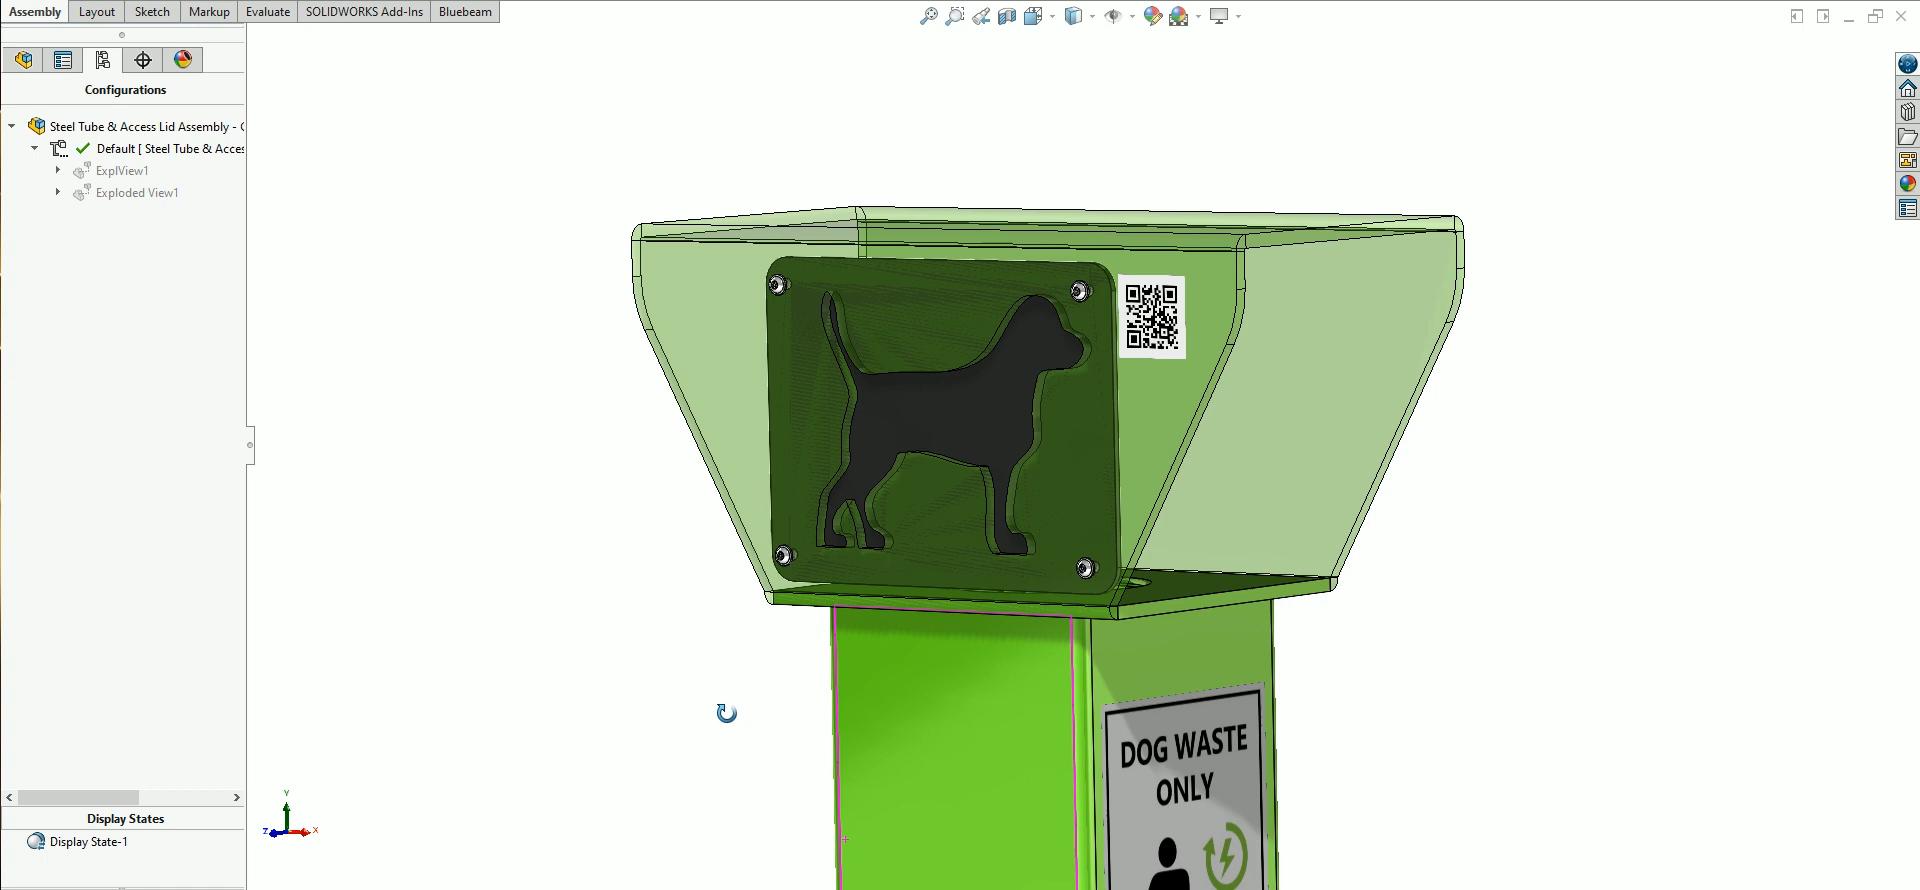 Assembly
Layout
Sketch
Markup
Evaluate
SOLIDWORKS Add-Ins
Bluebeam
Configurations
Steel Tube & Access Lid Assembly -
Default [ Steel Tube & Acces
ExplView1
Exploded View1
DOG WASTE
ONLY
Y
Z
X
Display States
Display State-1